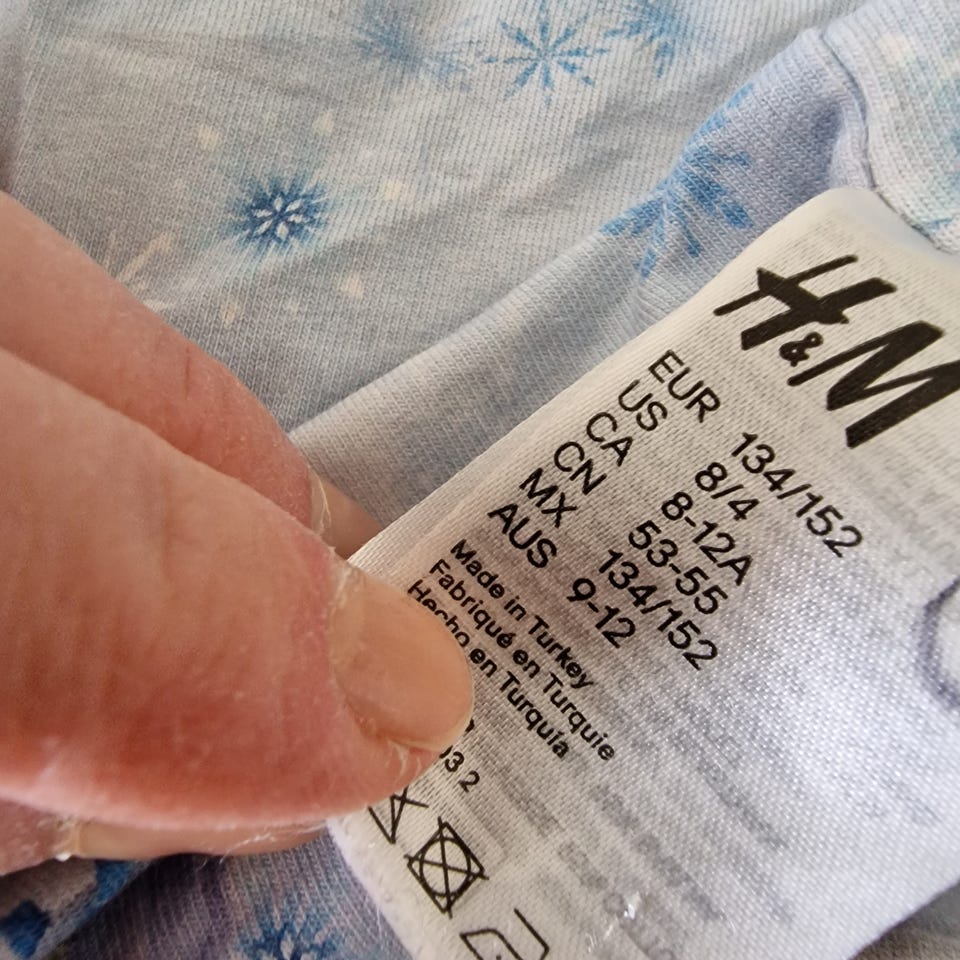 H&M
EUR 134/152
US 8/4
CA 8-12A
CN 53-55
MX 134/152
AUS 9-12
Made in Turkey
Fabriqué en Turquie
Hecho en Turquía
2